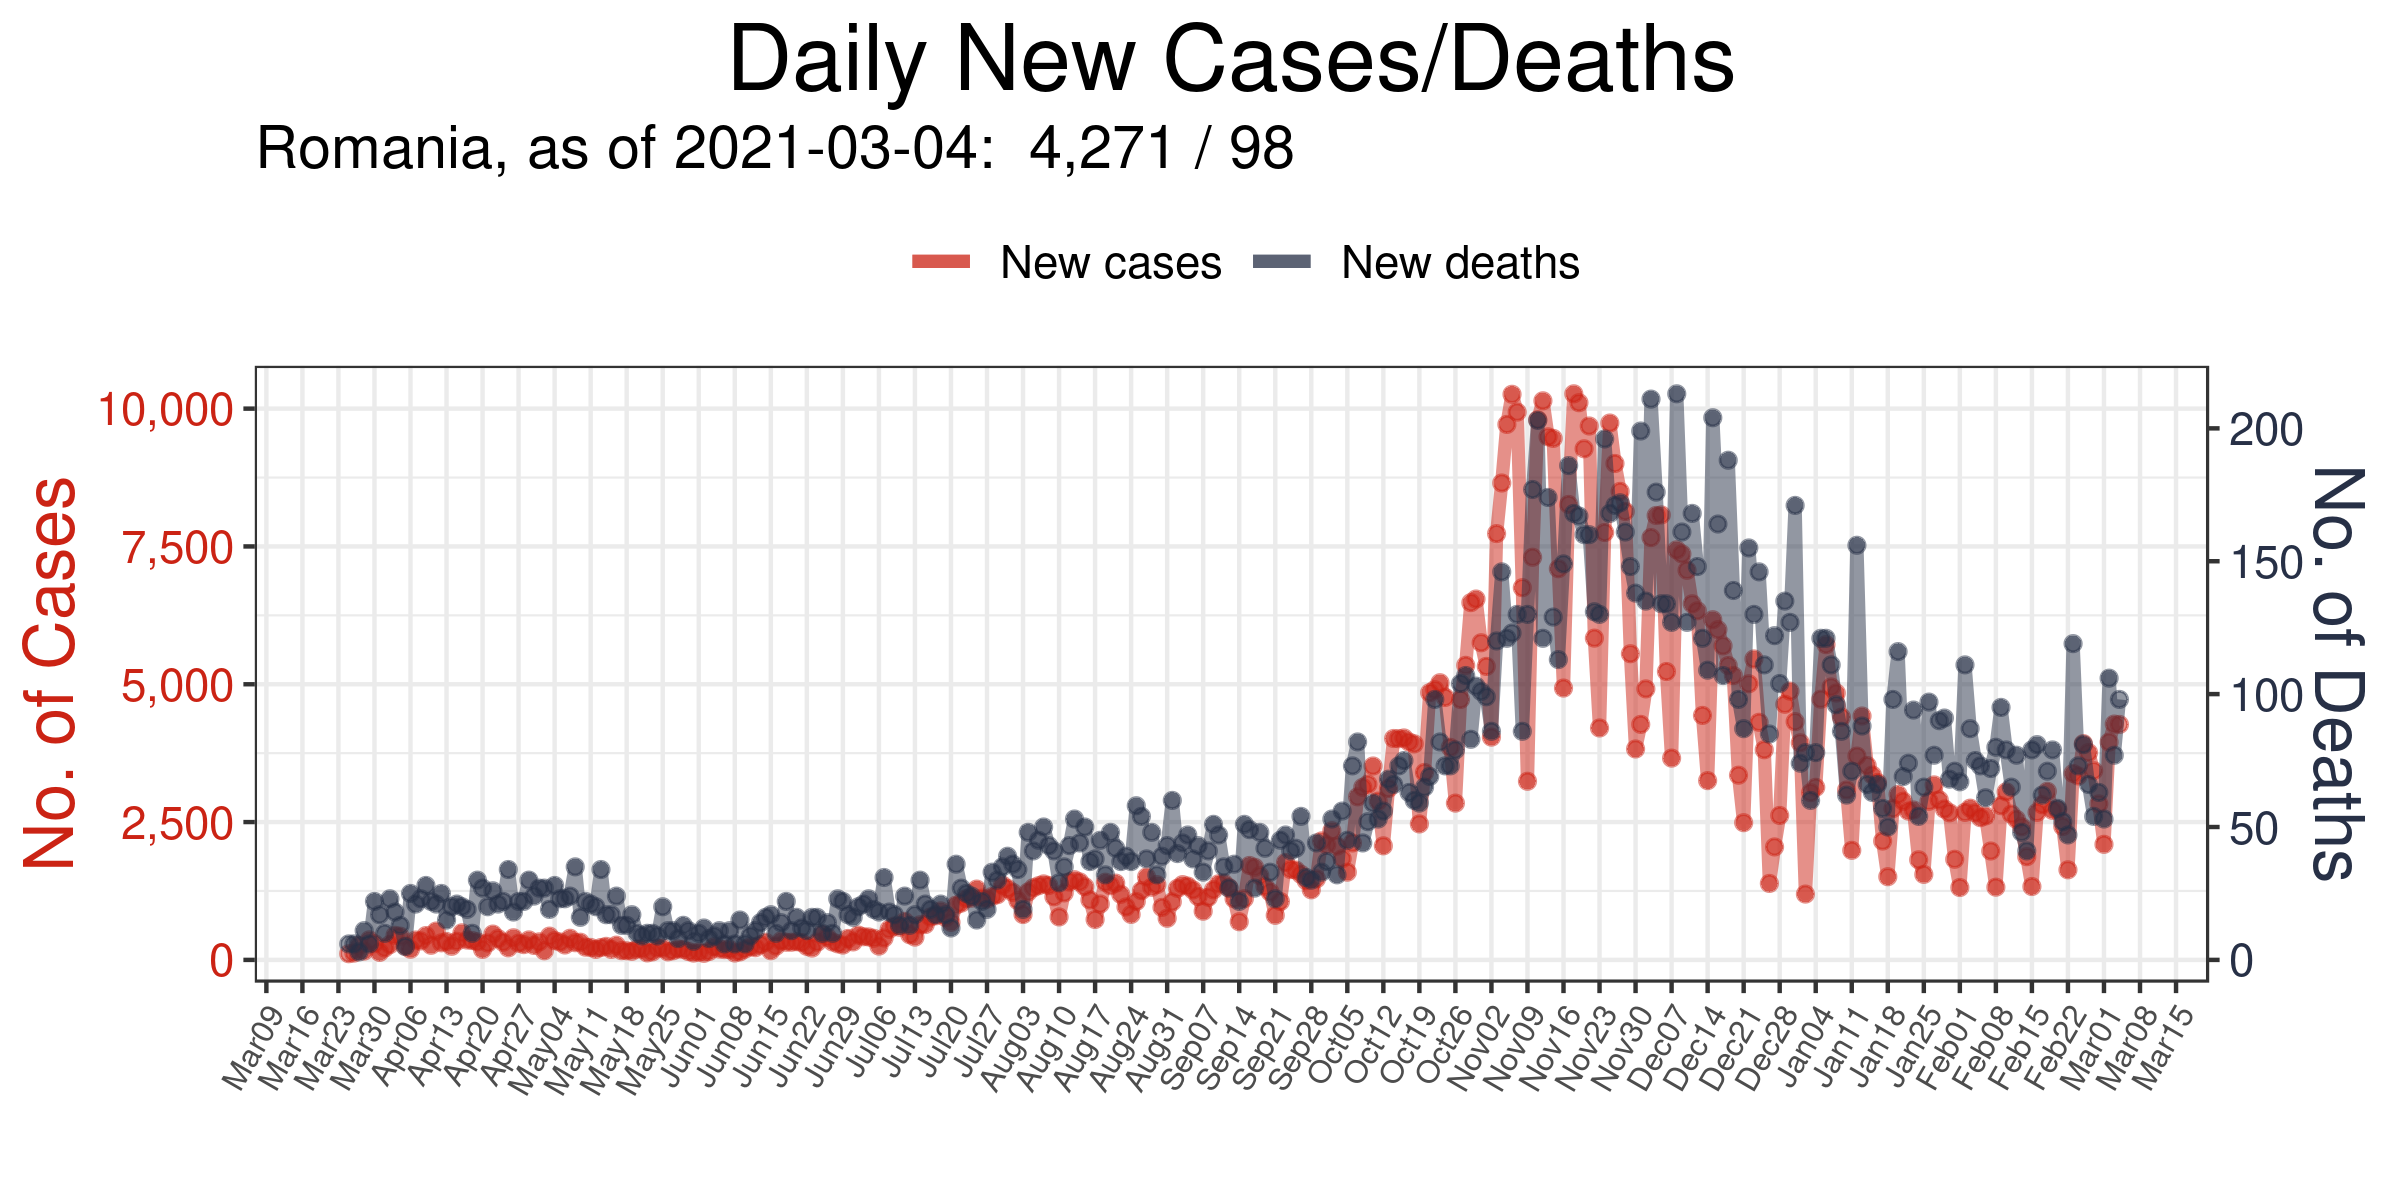 Daily New Cases/Deaths
Romania, as of 2021-03-04:  4,271 / 98
New cases
New deaths
No. of Cases
10,000
7,500
5,000
2,500
0
200
150
100
50
0
No. of Deaths
Mar09
Mar16
Mar23
Mar30
Apr06
Apr13
Apr20
Apr27
May04
May11
May18
May25
Jun01
Jun08
Jun15
Jun22
Jun29
Jul06
Jul13
Jul20
Jul27
Aug03
Aug10
Aug17
Aug24
Aug31
Sep07
Sep14
Sep21
Sep28
Oct05
Oct12
Oct19
Oct26
Nov02
Nov09
Nov16
Nov23
Nov30
Dec07
Dec14
Dec21
Dec28
Jan04
Jan11
Jan18
Jan25
Feb01
Feb08
Feb15
Feb22
Mar01
Mar08
Mar15